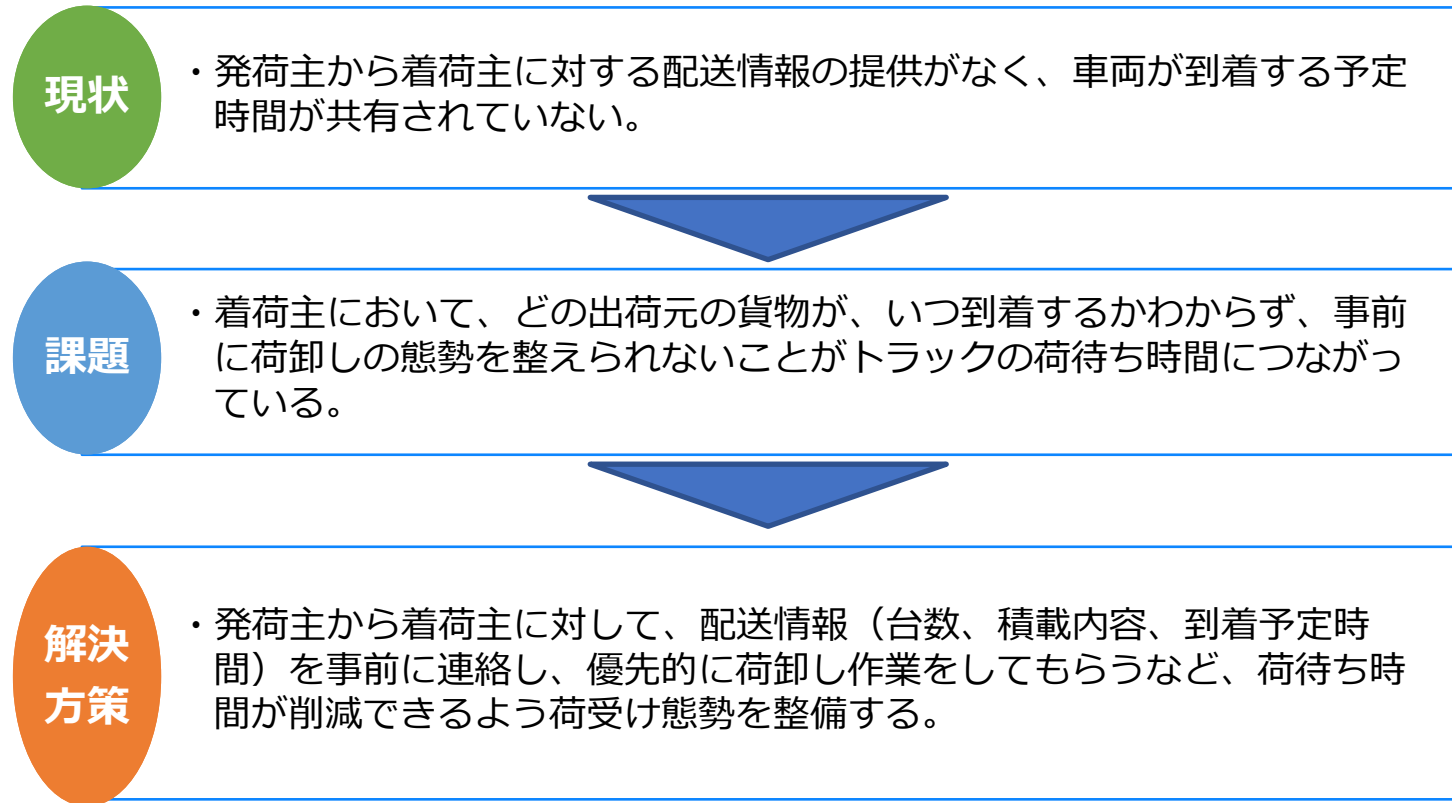 現状
・発荷主から着荷主に対する配送情報の提供がなく、車両が到着する予定
時間が共有されていない。
課題
・着荷主において、どの出荷元の貨物が、いつ到着するかわからず、事前
に荷卸しの態勢を整えられないことがトラックの荷待ち時間につながっ
ている。
解決
方策
・発荷主から着荷主に対して、配送情報（台数、積載内容、到着予定時
間）を事前に連絡し、優先的に荷卸し作業をしてもらうなど、荷待ち時
間が削減できるよう荷受け態勢を整備する。